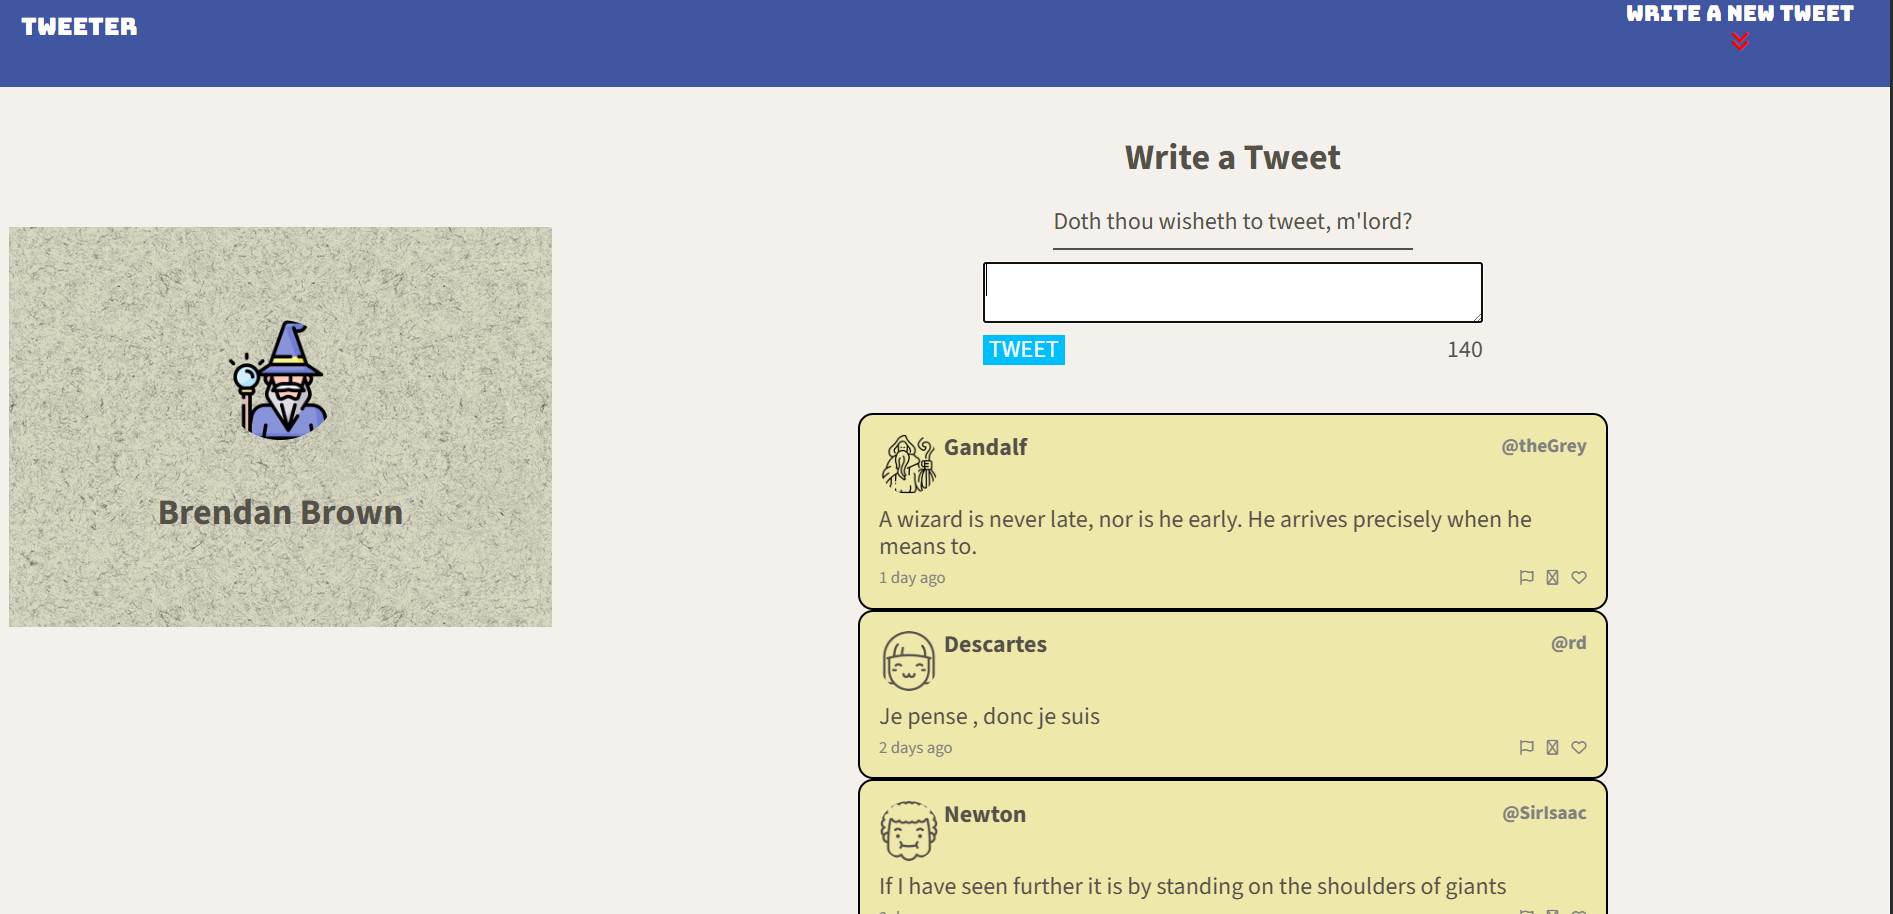 TWEETER
WRITE A NEW TWEET
Brendan Brown
Write a Tweet
Doth thou wisheth to tweet, m'lord?
TWEET
140
Gandalf
@theGrey
A wizard is never late, nor is he early. He arrives precisely when he
means to.
1 day ago
Descartes
@rd
Je pense , donc je suis
2 days ago
Newton
@SirIsaac
If I have seen further it is by standing on the shoulders of giants